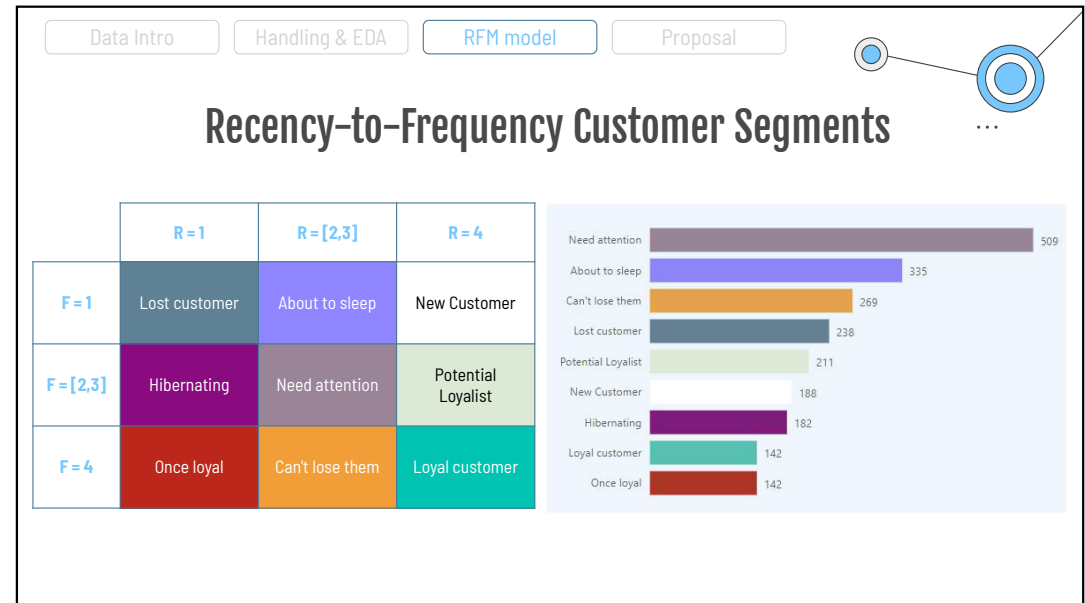 Data Intro
Handling & EDA
RFM model
Proposal
Recency-to-Frequency Customer Segments
...
R = 1
R = [2,3]
R = 4
F = 1
Lost customer
About to sleep
New Customer
F = [2,3]
Hibernating
Need attention
Potential
Loyalist
F = 4
Once loyal
Can't lose them
Loyal customer
Need attention
509
About to sleep
335
Can't lose them
269
Lost customer
238
Potential Loyalist
211
New Customer
188
Hibernating
182
Loyal customer
142
Once loyal
142